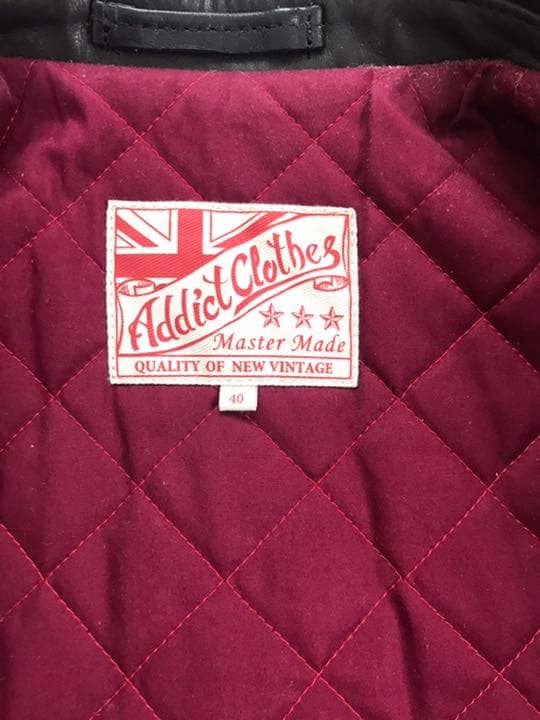 Addict Clothes
Master Made
QUALITY OF NEW VINTAGE
40